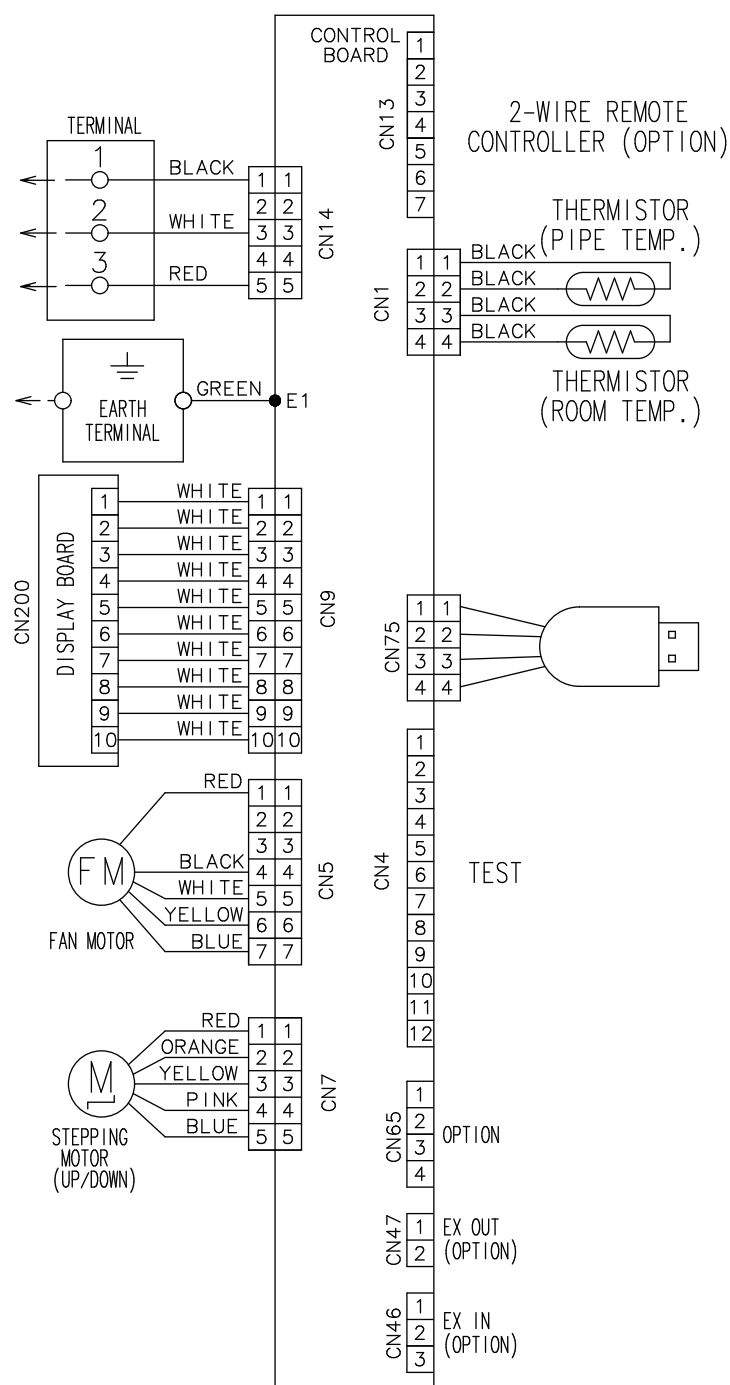 CONTROL
BOARD
CN13
1
2
3
4
5
6
7
2-WIRE REMOTE
CONTROLLER (OPTION)
TERMINAL
1
2
3
BLACK
WHITE
RED
1 1
2 2
3 3
4 4
5 5
CN14
THERMISTOR
(PIPE TEMP.)
CN1
1 1
2 2
3 3
4 4
BLACK
BLACK
BLACK
BLACK
THERMISTOR
(ROOM TEMP.)
EARTH
TERMINAL
GREEN
E1
CN200
DISPLAY BOARD
1
2
3
4
5
6
7
8
9
10
WHITE
WHITE
WHITE
WHITE
WHITE
WHITE
WHITE
WHITE
WHITE
WHITE
1 1
2 2
3 3
4 4
5 5
6 6
7 7
8 8
9 9
10 10
CN9
CN75
1 1
2 2
3 3
4 4
FM
FAN MOTOR
RED
BLACK
WHITE
YELLOW
BLUE
1 1
2 2
3 3
4 4
5 5
6 6
7 7
CN5
CN4
1
2
3
4
5
6
7
8
9
10
11
12
TEST
M
STEPPING
MOTOR
(UP/DOWN)
RED
ORANGE
YELLOW
PINK
BLUE
1 1
2 2
3 3
4 4
5 5
CN7
CN65
1
2
3
4
OPTION
CN47
1
2
EX OUT
(OPTION)
CN46
1
2
3
EX IN
(OPTION)